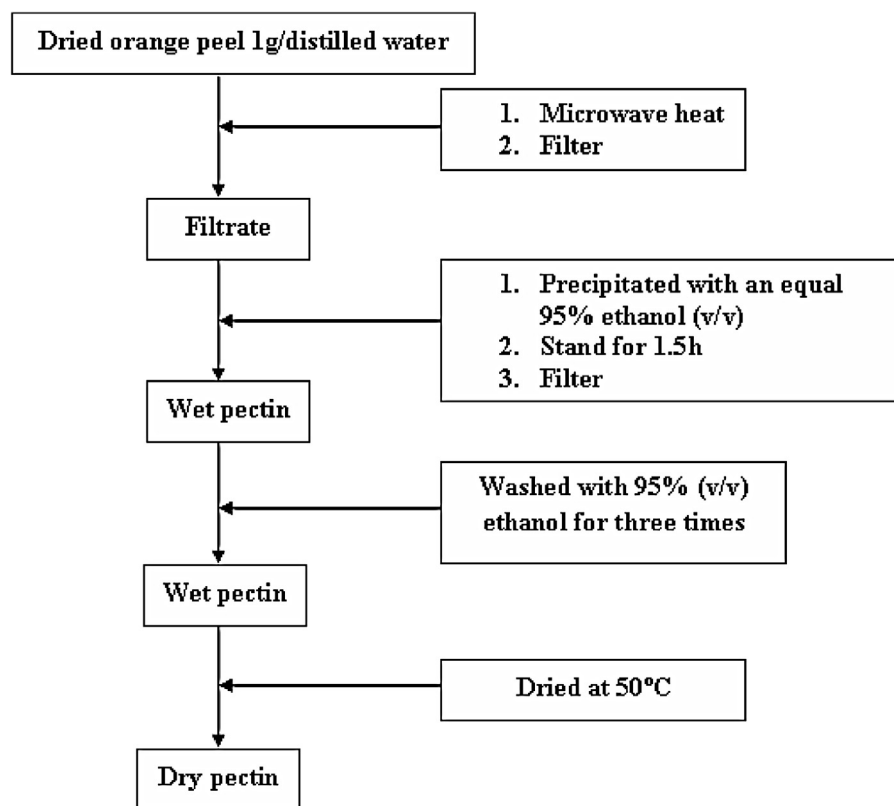 Dried orange peel 1g/distilled water
1. Microwave heat
2. Filter
Filtrate
1. Precipitated with an equal
95% ethanol (v/v)
2. Stand for 1.5h
3. Filter
Wet pectin
Washed with 95% (v/v)
ethanol for three times
Wet pectin
Dried at 50°C
Dry pectin